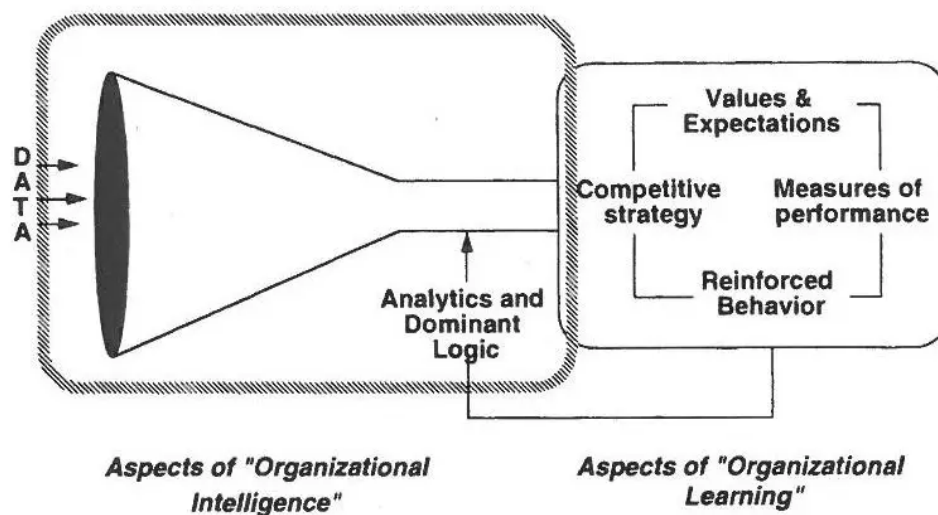 DATA
Values &
Expectations
Competitive
strategy
Measures of
performance
Reinforced
Behavior
Analytics and
Dominant
Logic
Aspects of "Organizational
Intelligence"
Aspects of "Organizational
Learning"